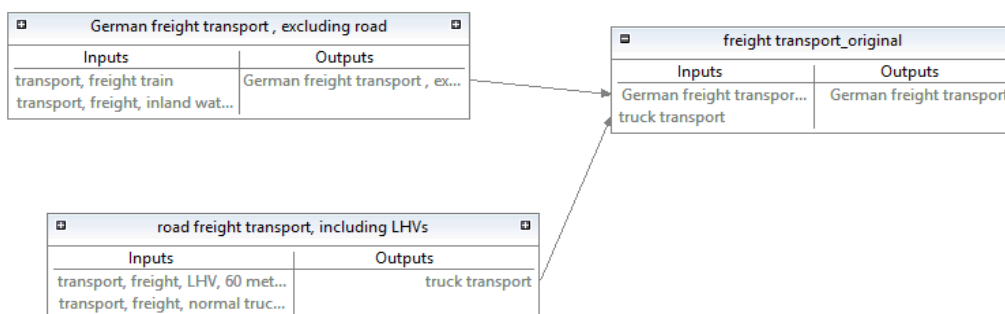 German freight transport , excluding road
Inputs
Outputs
transport, freight train
German freight transport , ex...
transport, freight, inland wat...
freight transport_original
Inputs
Outputs
German freight transpor...
German freight transport
truck transport
road freight transport, including LHVs
Inputs
Outputs
transport, freight, LHV, 60 met...
truck transport
transport, freight, normal truc...